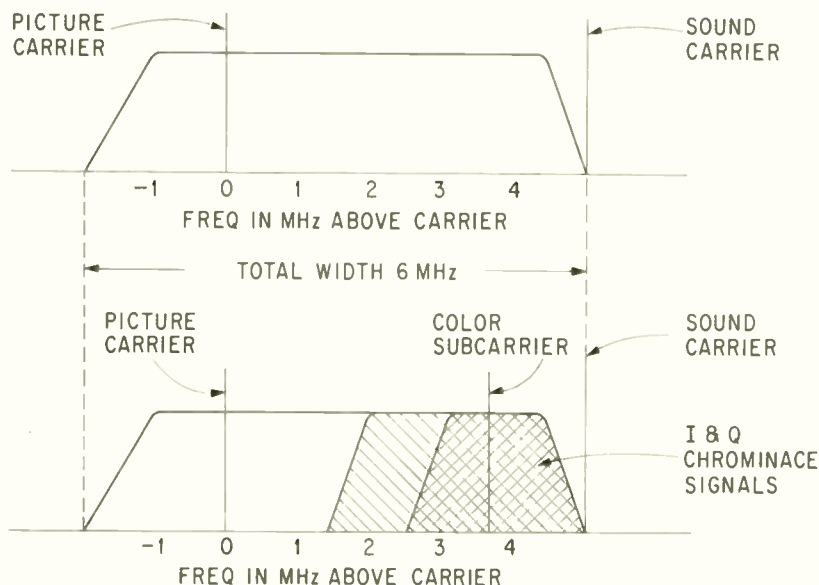 PICTURE
CARRIER
SOUND
CARRIER
-1 0 1 2 3 4
FREQ IN MHz ABOVE CARRIER
TOTAL WIDTH 6 MHz
PICTURE
CARRIER
COLOR
SUBCARRIER
SOUND
CARRIER
I & Q
CHROMINACE
SIGNALS
-1 0 1 2 3 4
FREQ IN MHz ABOVE CARRIER